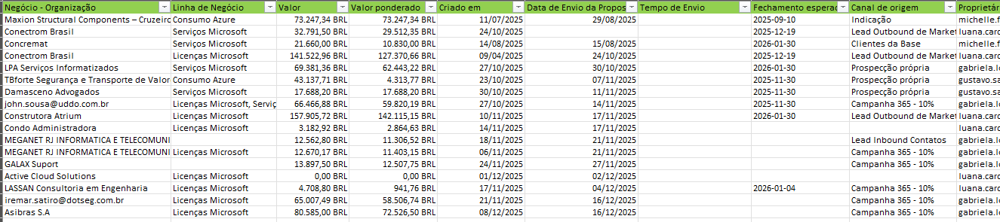 Negócio - Organização Linha de Negócio Valor Valor ponderado Criado em Data de Envio da Propos Tempo de Envio Fechamento esperad Canal de origem Proprietár
Maxion Structural Components – Cruzeiro Consumo Azure 73.247,34 BRL 73.247,34 BRL 11/07/2025 29/08/2025 2025-09-10 Indicação michelle.f
Conectrom Brasil Serviços Microsoft 32.791,50 BRL 29.512,35 BRL 24/10/2025 2025-12-19 Lead Outbound de Market luana.card
Concremat Serviços Microsoft 21.660,00 BRL 10.830,00 BRL 14/08/2025 15/08/2025 2026-01-30 Clientes da Base michelle.f
Conectrom Brasil Licenças Microsoft 141.522,96 BRL 127.370,66 BRL 09/04/2025 24/10/2025 2025-12-19 Lead Outbound de Market luana.card
LPA Serviços Informatizados Serviços Microsoft 69.381,36 BRL 62.443,22 BRL 27/10/2025 30/10/2025 2026-01-30 Prospecção própria gabriela.lo
TBforte Segurança e Transporte de Valor Consumo Azure 43.137,71 BRL 4.313,77 BRL 23/10/2025 07/11/2025 2025-11-30 Prospecção própria gustavo.sa
Damasceno Advogados Serviços Microsoft 17.688,20 BRL 17.688,20 BRL 30/10/2025 11/11/2025 2025-11-30 Prospecção própria gustavo.sa
john.sousa@uddo.com.br Licenças Microsoft, Serviç 66.466,88 BRL 59.820,19 BRL 27/10/2025 14/11/2025 2025-11-30 Campanha 365 - 10% gabriela.lo
Construtora Atrium Licenças Microsoft 157.905,72 BRL 142.115,15 BRL 10/11/2025 17/11/2025 2026-01-30 Lead Outbound de Market luana.card
Condo Administradora Licenças Microsoft 3.182,92 BRL 2.864,63 BRL 14/11/2025 17/11/2025 luana.card
MEGANET RJ INFORMATICA E TELECOMUNI 12.562,80 BRL 11.306,52 BRL 18/11/2025 21/11/2025 Lead Inbound Contatos gabriela.lo
MEGANET RJ INFORMATICA E TELECOMUNI Licenças Microsoft 12.670,17 BRL 11.403,15 BRL 06/11/2025 21/11/2025 Campanha 365 - 10% gabriela.lo
GALAX Suport 13.897,50 BRL 12.507,75 BRL 24/11/2025 27/11/2025 Campanha 365 - 10% gabriela.lo
Active Cloud Solutions Licenças Microsoft 0,00 BRL 0,00 BRL 01/12/2025 02/12/2025 luana.card
LASSAN Consultoria em Engenharia Licenças Microsoft 4.708,80 BRL 941,76 BRL 17/11/2025 04/12/2025 2026-01-04 Campanha 365 - 10% luana.card
iremar.satiro@dotseg.com.br Licenças Microsoft 65.007,49 BRL 58.506,74 BRL 21/11/2025 16/12/2025 Campanha 365 - 10% gabriela.lo
Asibras S.A Licenças Microsoft 80.585,00 BRL 72.526,50 BRL 08/12/2025 16/12/2025 Campanha 365 - 10% gabriela.lo